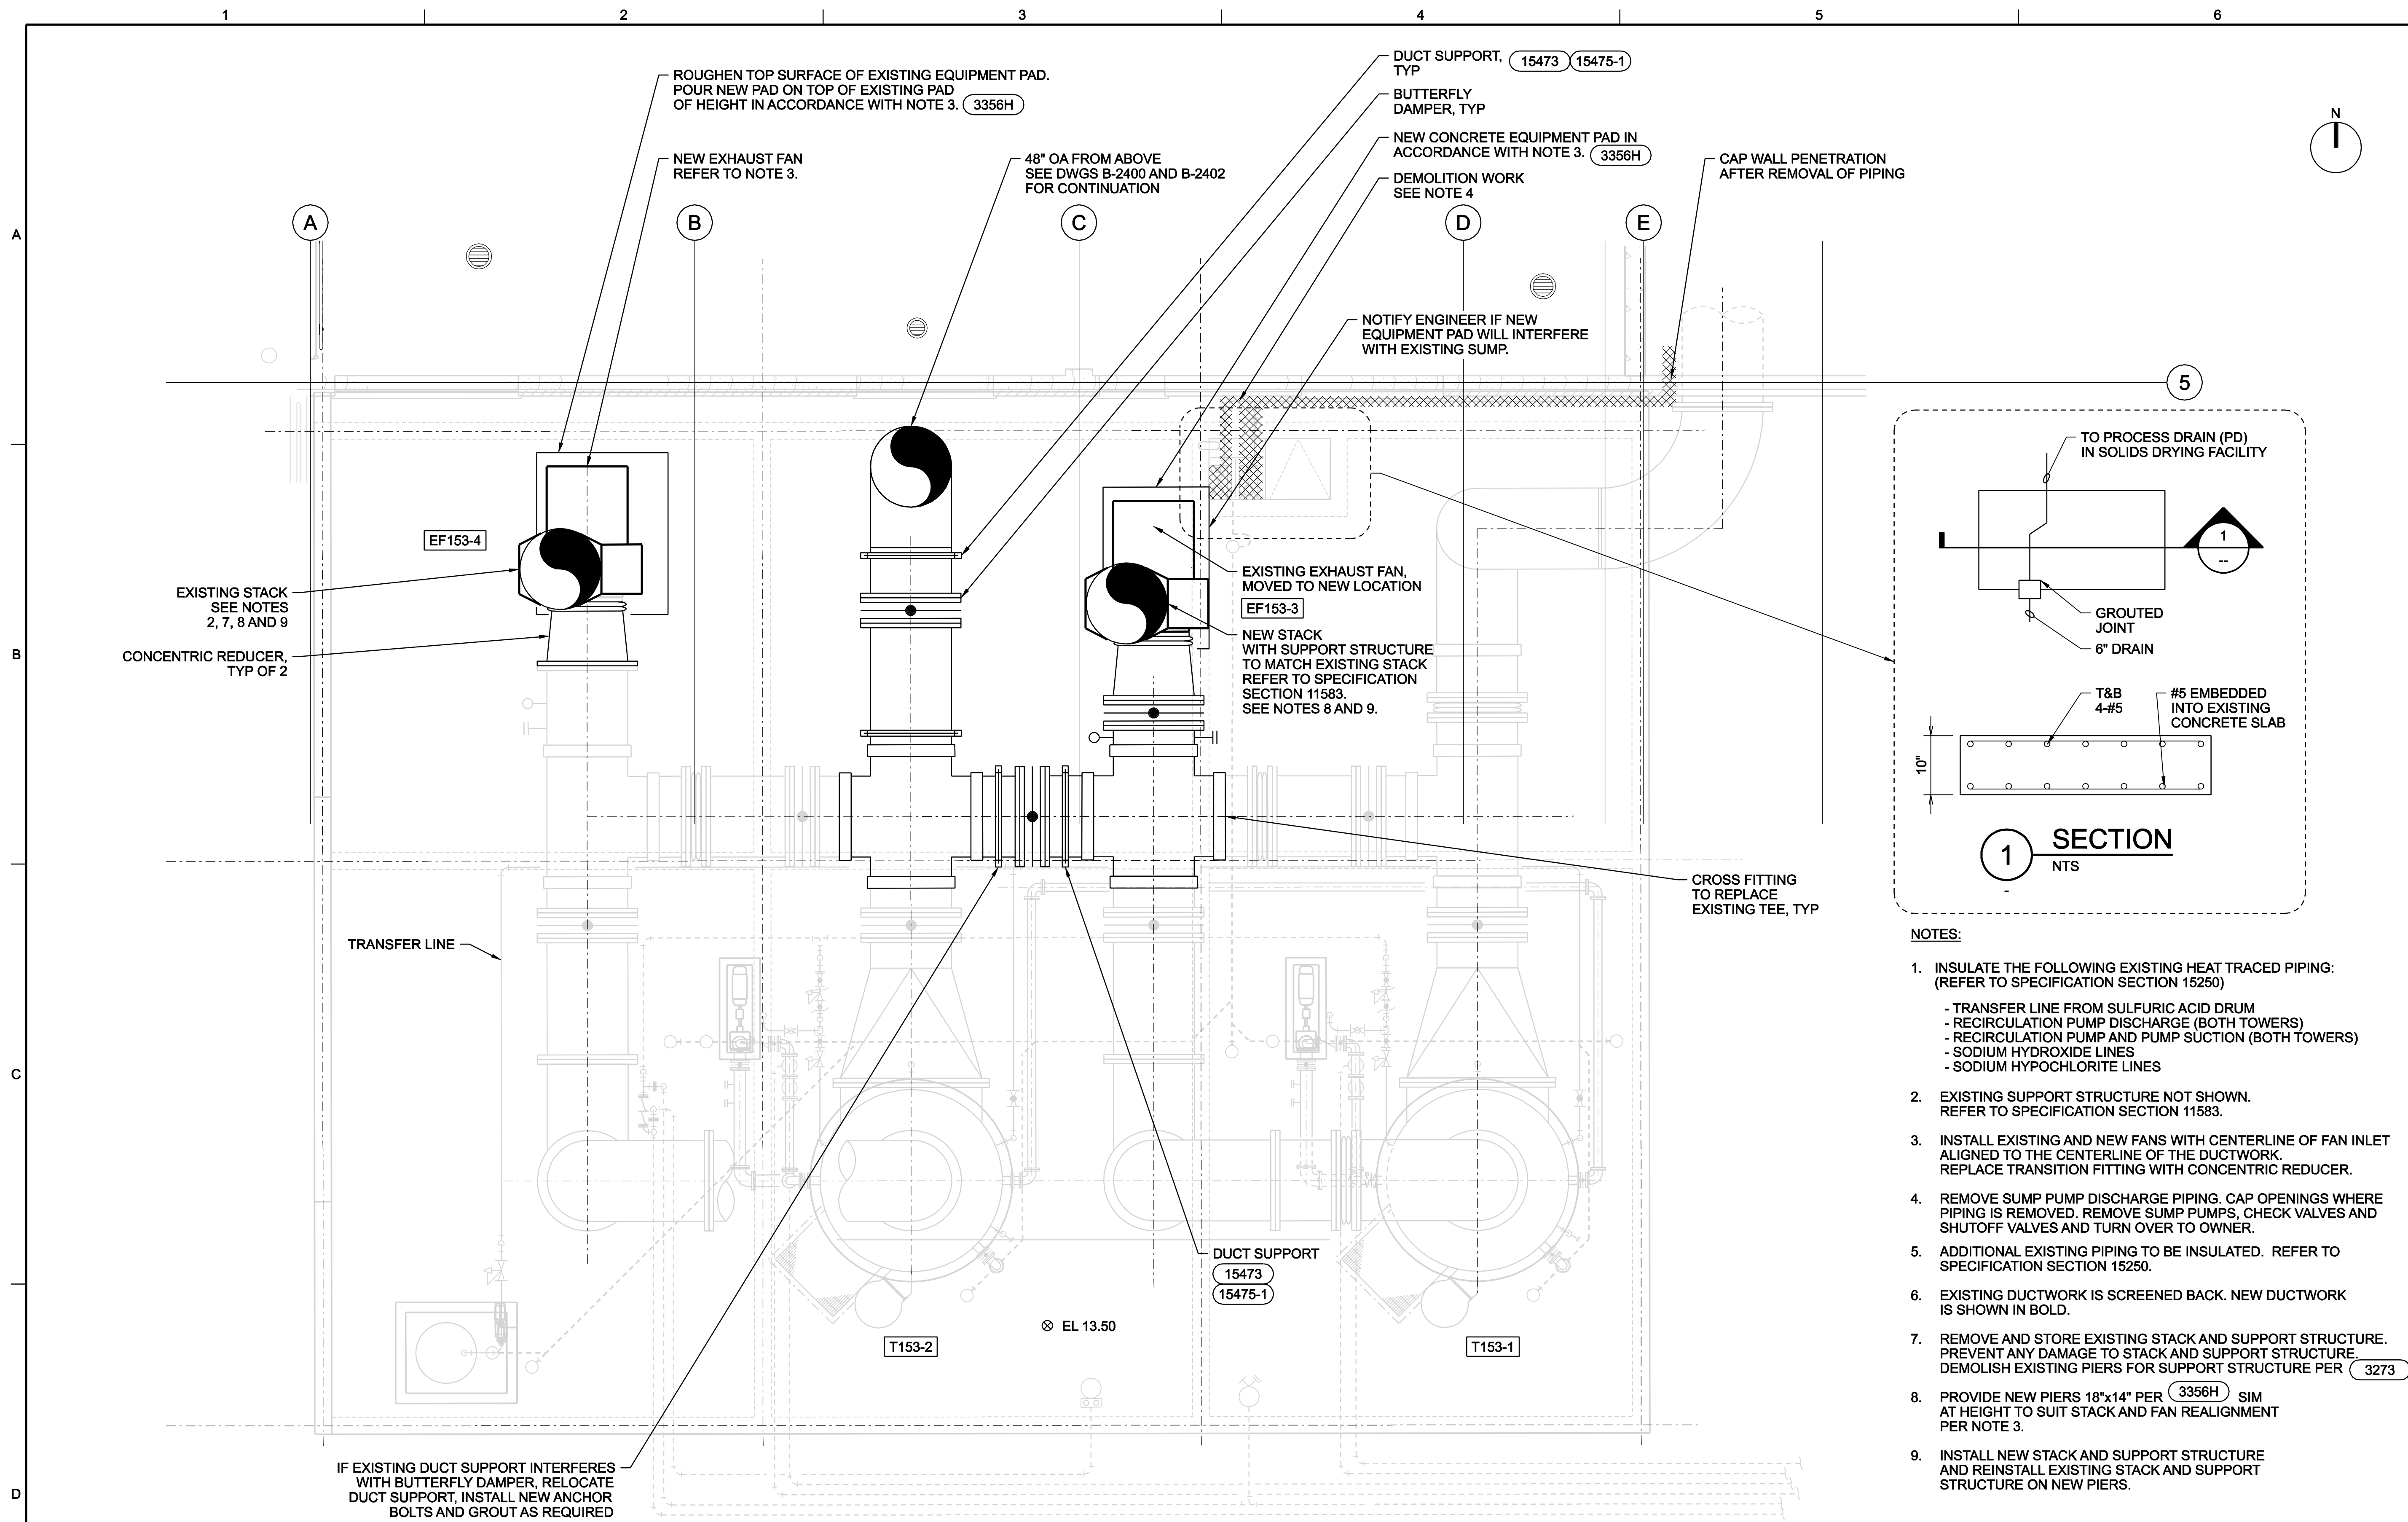 1 2 3 4 5 6
ROUGHEN TOP SURFACE OF EXISTING EQUIPMENT PAD.
POUR NEW PAD ON TOP OF EXISTING PAD
OF HEIGHT IN ACCORDANCE WITH NOTE 3. 3356H
NEW EXHAUST FAN
REFER TO NOTE 3.
48" OA FROM ABOVE
SEE DWGS B-2400 AND B-2402
FOR CONTINUATION
DUCT SUPPORT, 15473 15475-1
TYP
BUTTERFLY
DAMPER, TYP
NEW CONCRETE EQUIPMENT PAD IN
ACCORDANCE WITH NOTE 3. 3356H
DEMOLITION WORK
SEE NOTE 4
CAP WALL PENETRATION
AFTER REMOVAL OF PIPING
N
A B C D E
A
NOTIFY ENGINEER IF NEW
EQUIPMENT PAD WILL INTERFERE
WITH EXISTING SUMP.
5
EF153-4
EXISTING STACK
SEE NOTES
2, 7, 8 AND 9
CONCENTRIC REDUCER,
TYP OF 2
B
EXISTING EXHAUST FAN,
MOVED TO NEW LOCATION
EF153-3
NEW STACK
WITH SUPPORT STRUCTURE
TO MATCH EXISTING STACK
REFER TO SPECIFICATION
SECTION 11583.
SEE NOTES 8 AND 9.
TO PROCESS DRAIN (PD)
IN SOLIDS DRYING FACILITY
1
--
GROUTED
JOINT
6" DRAIN
T&B
4-#5
#5 EMBEDDED
INTO EXISTING
CONCRETE SLAB
10"
1 SECTION
NTS
-
CROSS FITTING
TO REPLACE
EXISTING TEE, TYP
TRANSFER LINE
C
DUCT SUPPORT
15473
15475-1
EL 13.50
T153-2
T153-1
IF EXISTING DUCT SUPPORT INTERFERES
WITH BUTTERFLY DAMPER, RELOCATE
DUCT SUPPORT, INSTALL NEW ANCHOR
BOLTS AND GROUT AS REQUIRED
D
NOTES:
1. INSULATE THE FOLLOWING EXISTING HEAT TRACED PIPING:
(REFER TO SPECIFICATION SECTION 15250)
- TRANSFER LINE FROM SULFURIC ACID DRUM
- RECIRCULATION PUMP DISCHARGE (BOTH TOWERS)
- RECIRCULATION PUMP AND PUMP SUCTION (BOTH TOWERS)
- SODIUM HYDROXIDE LINES
- SODIUM HYPOCHLORITE LINES
2. EXISTING SUPPORT STRUCTURE NOT SHOWN.
REFER TO SPECIFICATION SECTION 11583.
3. INSTALL EXISTING AND NEW FANS WITH CENTERLINE OF FAN INLET
ALIGNED TO THE CENTERLINE OF THE DUCTWORK.
REPLACE TRANSITION FITTING WITH CONCENTRIC REDUCER.
4. REMOVE SUMP PUMP DISCHARGE PIPING. CAP OPENINGS WHERE
PIPING IS REMOVED. REMOVE SUMP PUMPS, CHECK VALVES AND
SHUTOFF VALVES AND TURN OVER TO OWNER.
5. ADDITIONAL EXISTING PIPING TO BE INSULATED. REFER TO
SPECIFICATION SECTION 15250.
6. EXISTING DUCTWORK IS SCREENED BACK. NEW DUCTWORK
IS SHOWN IN BOLD.
7. REMOVE AND STORE EXISTING STACK AND SUPPORT STRUCTURE.
PREVENT ANY DAMAGE TO STACK AND SUPPORT STRUCTURE.
DEMOLISH EXISTING PIERS FOR SUPPORT STRUCTURE PER 3273
8. PROVIDE NEW PIERS 18"x14" PER 3356H SIM
AT HEIGHT TO SUIT STACK AND FAN REALIGNMENT
PER NOTE 3.
9. INSTALL NEW STACK AND SUPPORT STRUCTURE
AND REINSTALL EXISTING STACK AND SUPPORT
STRUCTURE ON NEW PIERS.